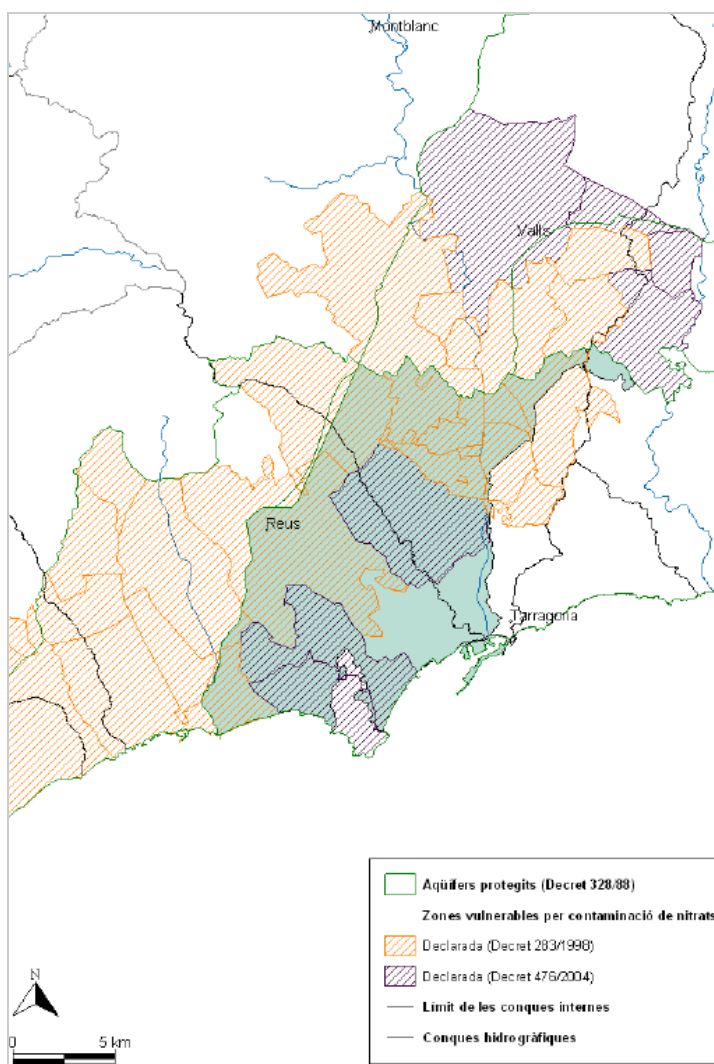 Montblanc
Valls
Reus
Tarragona
Aqüífers protegits (Decret 328/88)
Zones vulnerables per contaminació de nitrats
Declarada (Decret 283/1998)
Declarada (Decret 476/2004)
Límit de les conques internes
Conques hidrogràfiques
N
0 5 km